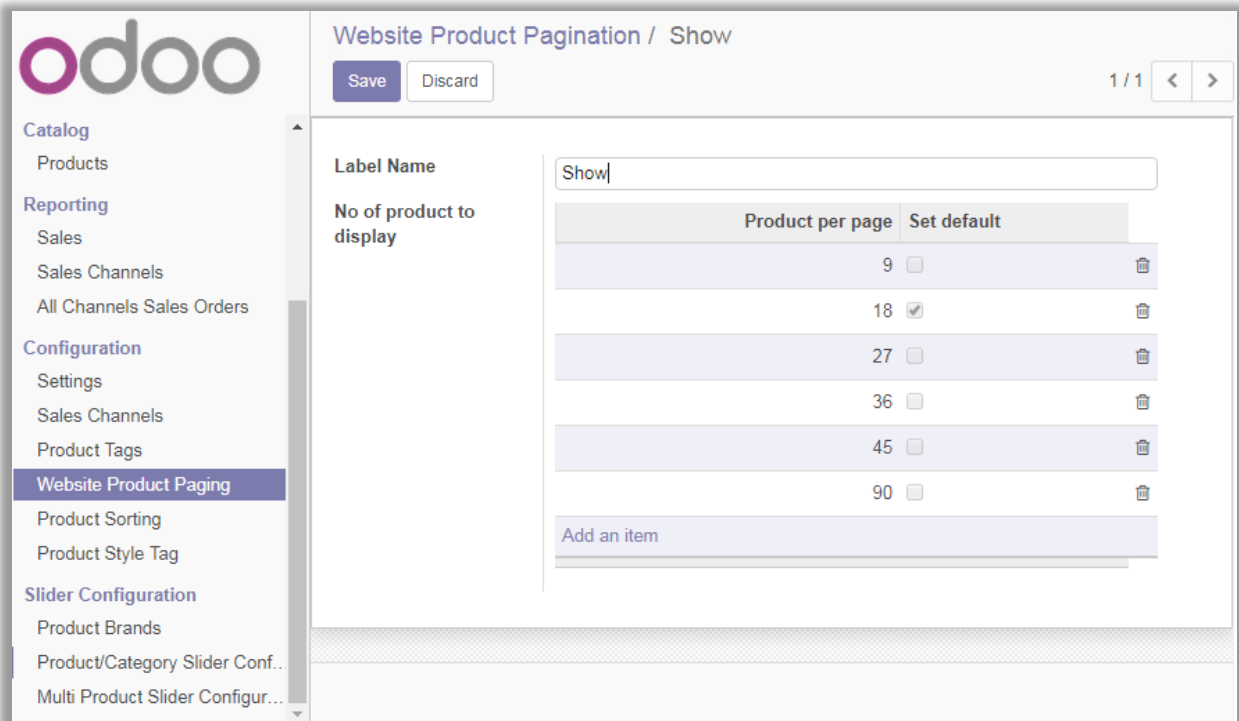 odoo
Catalog
Products
Reporting
Sales
Sales Channels
All Channels Sales Orders
Configuration
Settings
Sales Channels
Product Tags
Website Product Paging
Product Sorting
Product Style Tag
Slider Configuration
Product Brands
Product/Category Slider Conf...
Multi Product Slider Configur...
Website Product Pagination / Show
Save Discard 1 / 1
Label Name Show
No of product to
display
Product per page Set default
9
18
27
36
45
90
Add an item